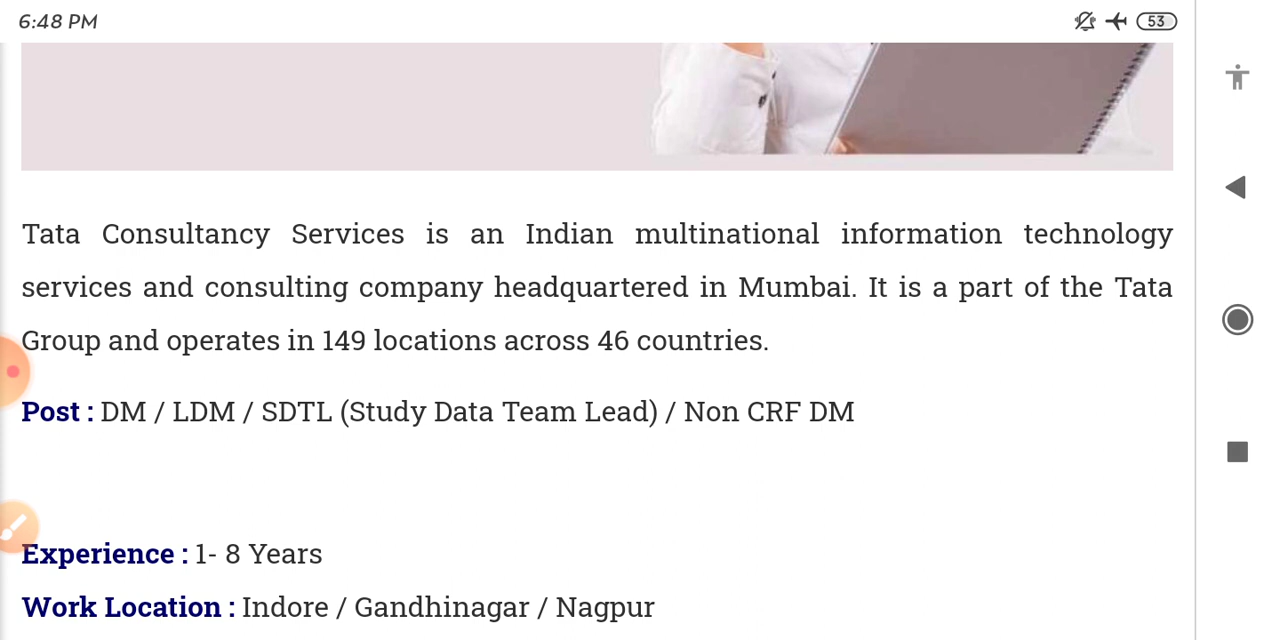 6:48 PM
53
Tata Consultancy Services is an Indian multinational information technology
services and consulting company headquartered in Mumbai. It is a part of the Tata
Group and operates in 149 locations across 46 countries.
Post : DM / LDM / SDTL (Study Data Team Lead) / Non CRF DM
Experience : 1- 8 Years
Work Location : Indore / Gandhinagar / Nagpur